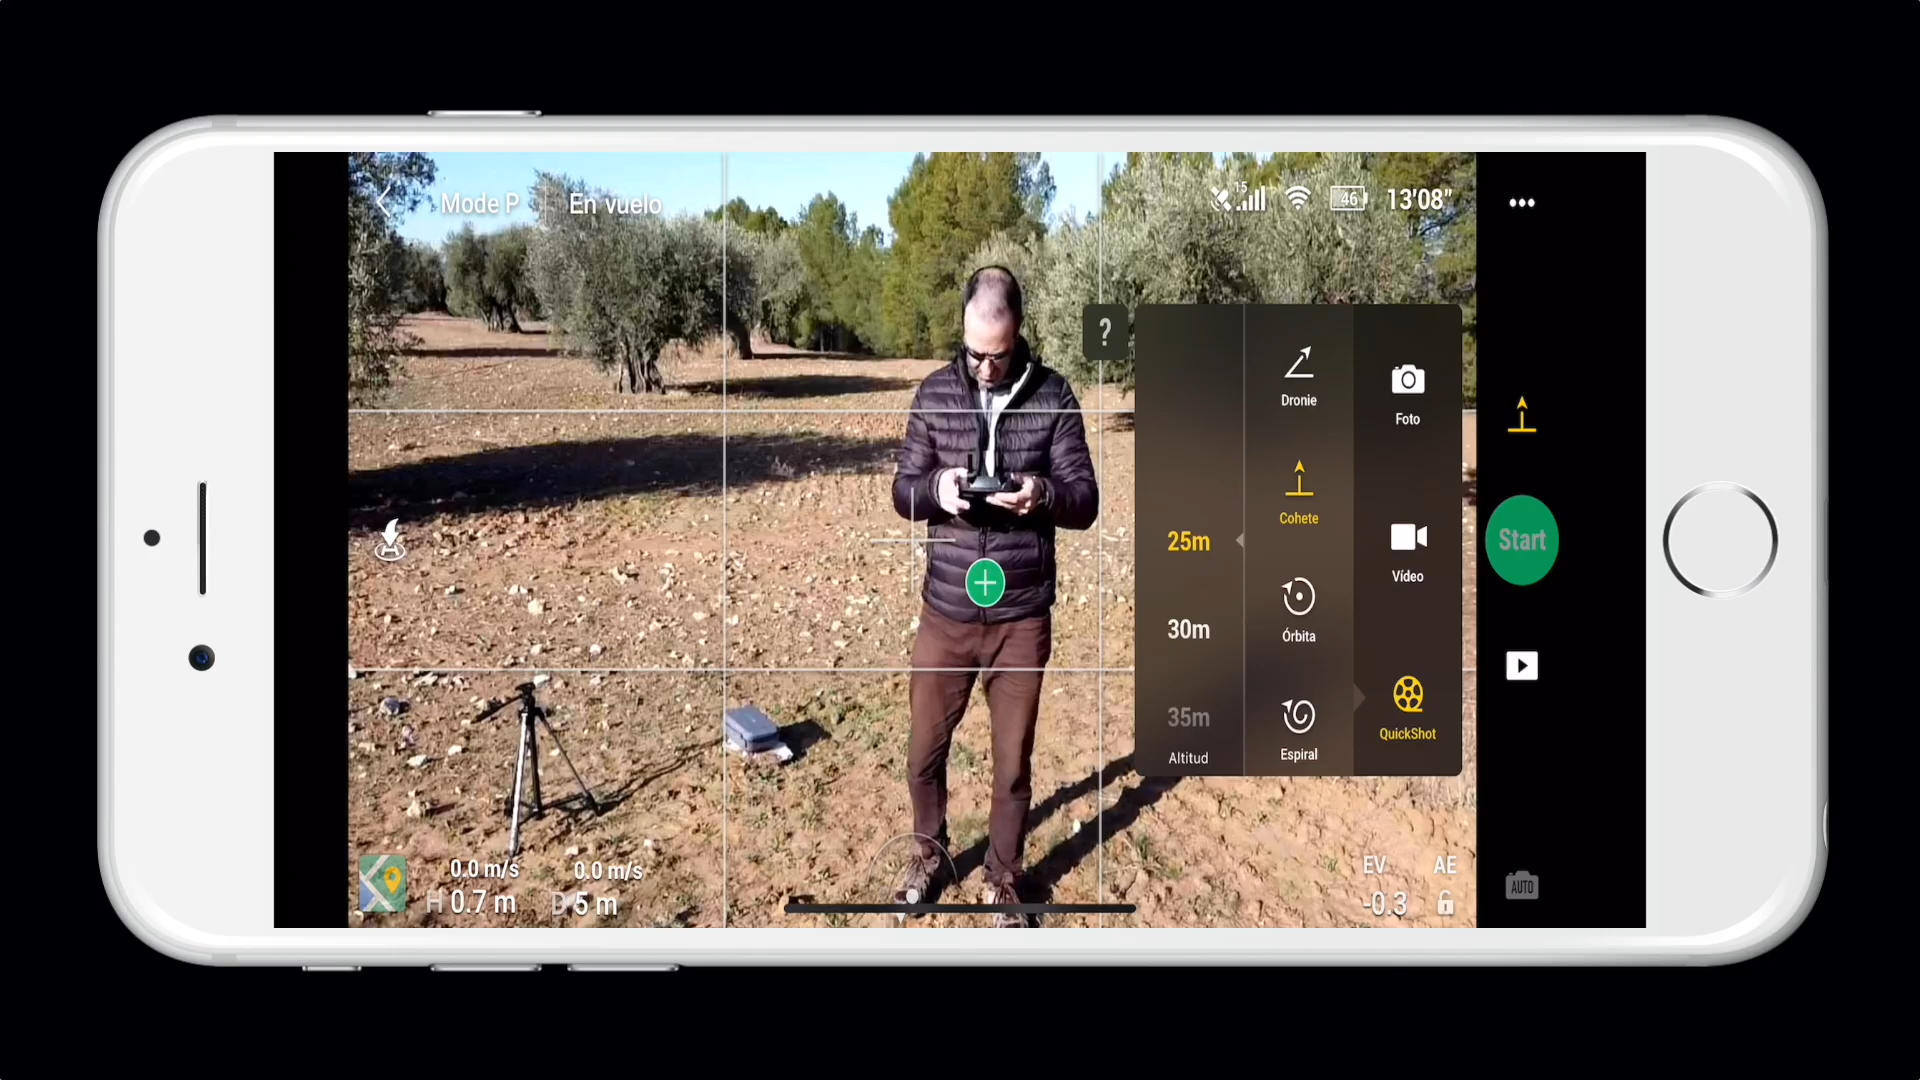 Mode P
En vuelo
15
46
13'08"
?
Dronie
Foto
Cohete
25m
Start
Vídeo
Órbita
30m
35m
Altitud
Espiral
QuickShot
0.0 m/s
0.0 m/s
H 0.7 m
D 5 m
EV
AE
-0.3
AUTO